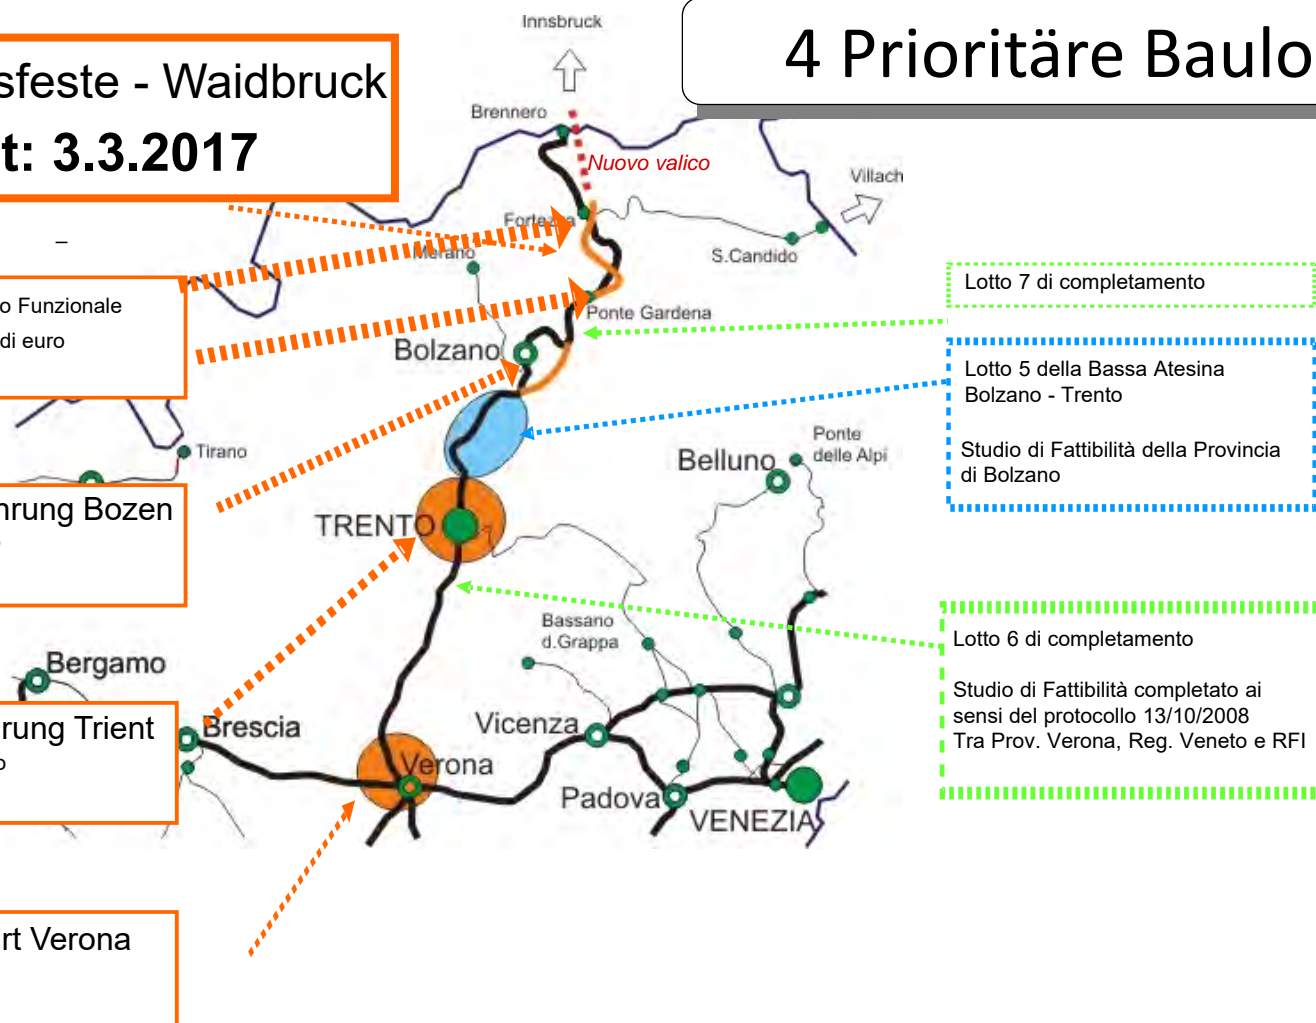 4 Prioritäre Baulo
sfeste - Waidbruck
t: 3.3.2017
–
o Funzionale
di euro
hrung Bozen
rung Trient
o
rt Verona
Innsbruck
Brennero
Nuovo valico
Villach
Fortezza
Merano
S.Candido
Ponte Gardena
Bolzano
Tirano
Belluno
Ponte
delle Alpi
TRENTO
Bassano
d.Grappa
Bergamo
Brescia
Verona
Vicenza
Padova
VENEZIA
Lotto 7 di completamento
Lotto 5 della Bassa Atesina
Bolzano - Trento
Studio di Fattibilità della Provincia
di Bolzano
Lotto 6 di completamento
Studio di Fattibilità completato ai
sensi del protocollo 13/10/2008
Tra Prov. Verona, Reg. Veneto e RFI